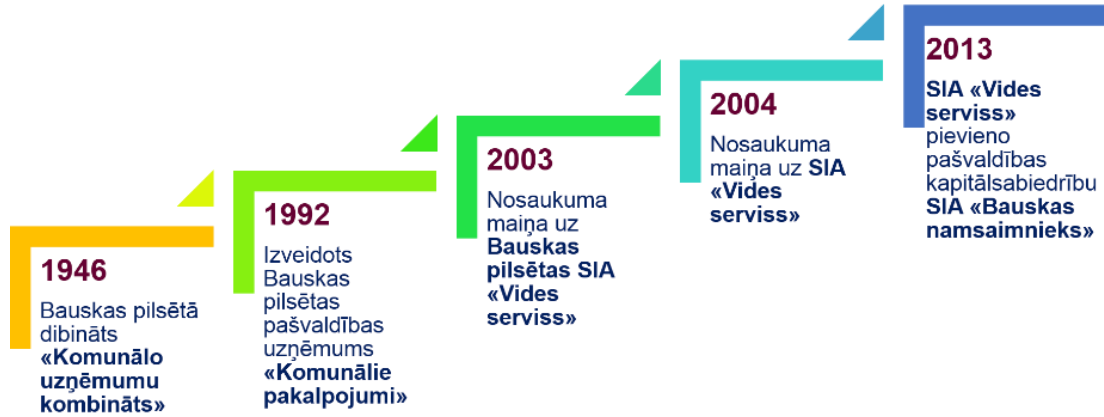 1946
Bauskas pilsētā
dibināts
«Komunālo
uzņēmumu
kombināts»
1992
Izveidots
Bauskas
pilsētas
pašvaldības
uzņēmums
«Komunālie
pakalpojumi»
2003
Nosaukuma
maiņa uz
Bauskas
pilsētas SIA
«Vides
serviss»
2004
Nosaukuma
maiņa uz SIA
«Vides
serviss»
2013
SIA «Vides
serviss»
pievieno
pašvaldības
kapitālsabiedrību
SIA «Bauskas
namsaimnieks»